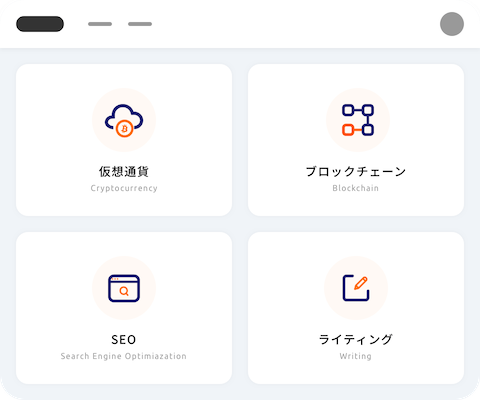 仮想通貨
Cryptocurrency
ブロックチェーン
Blockchain
SEO
Search Engine Optimiazation
ライティング
Writing